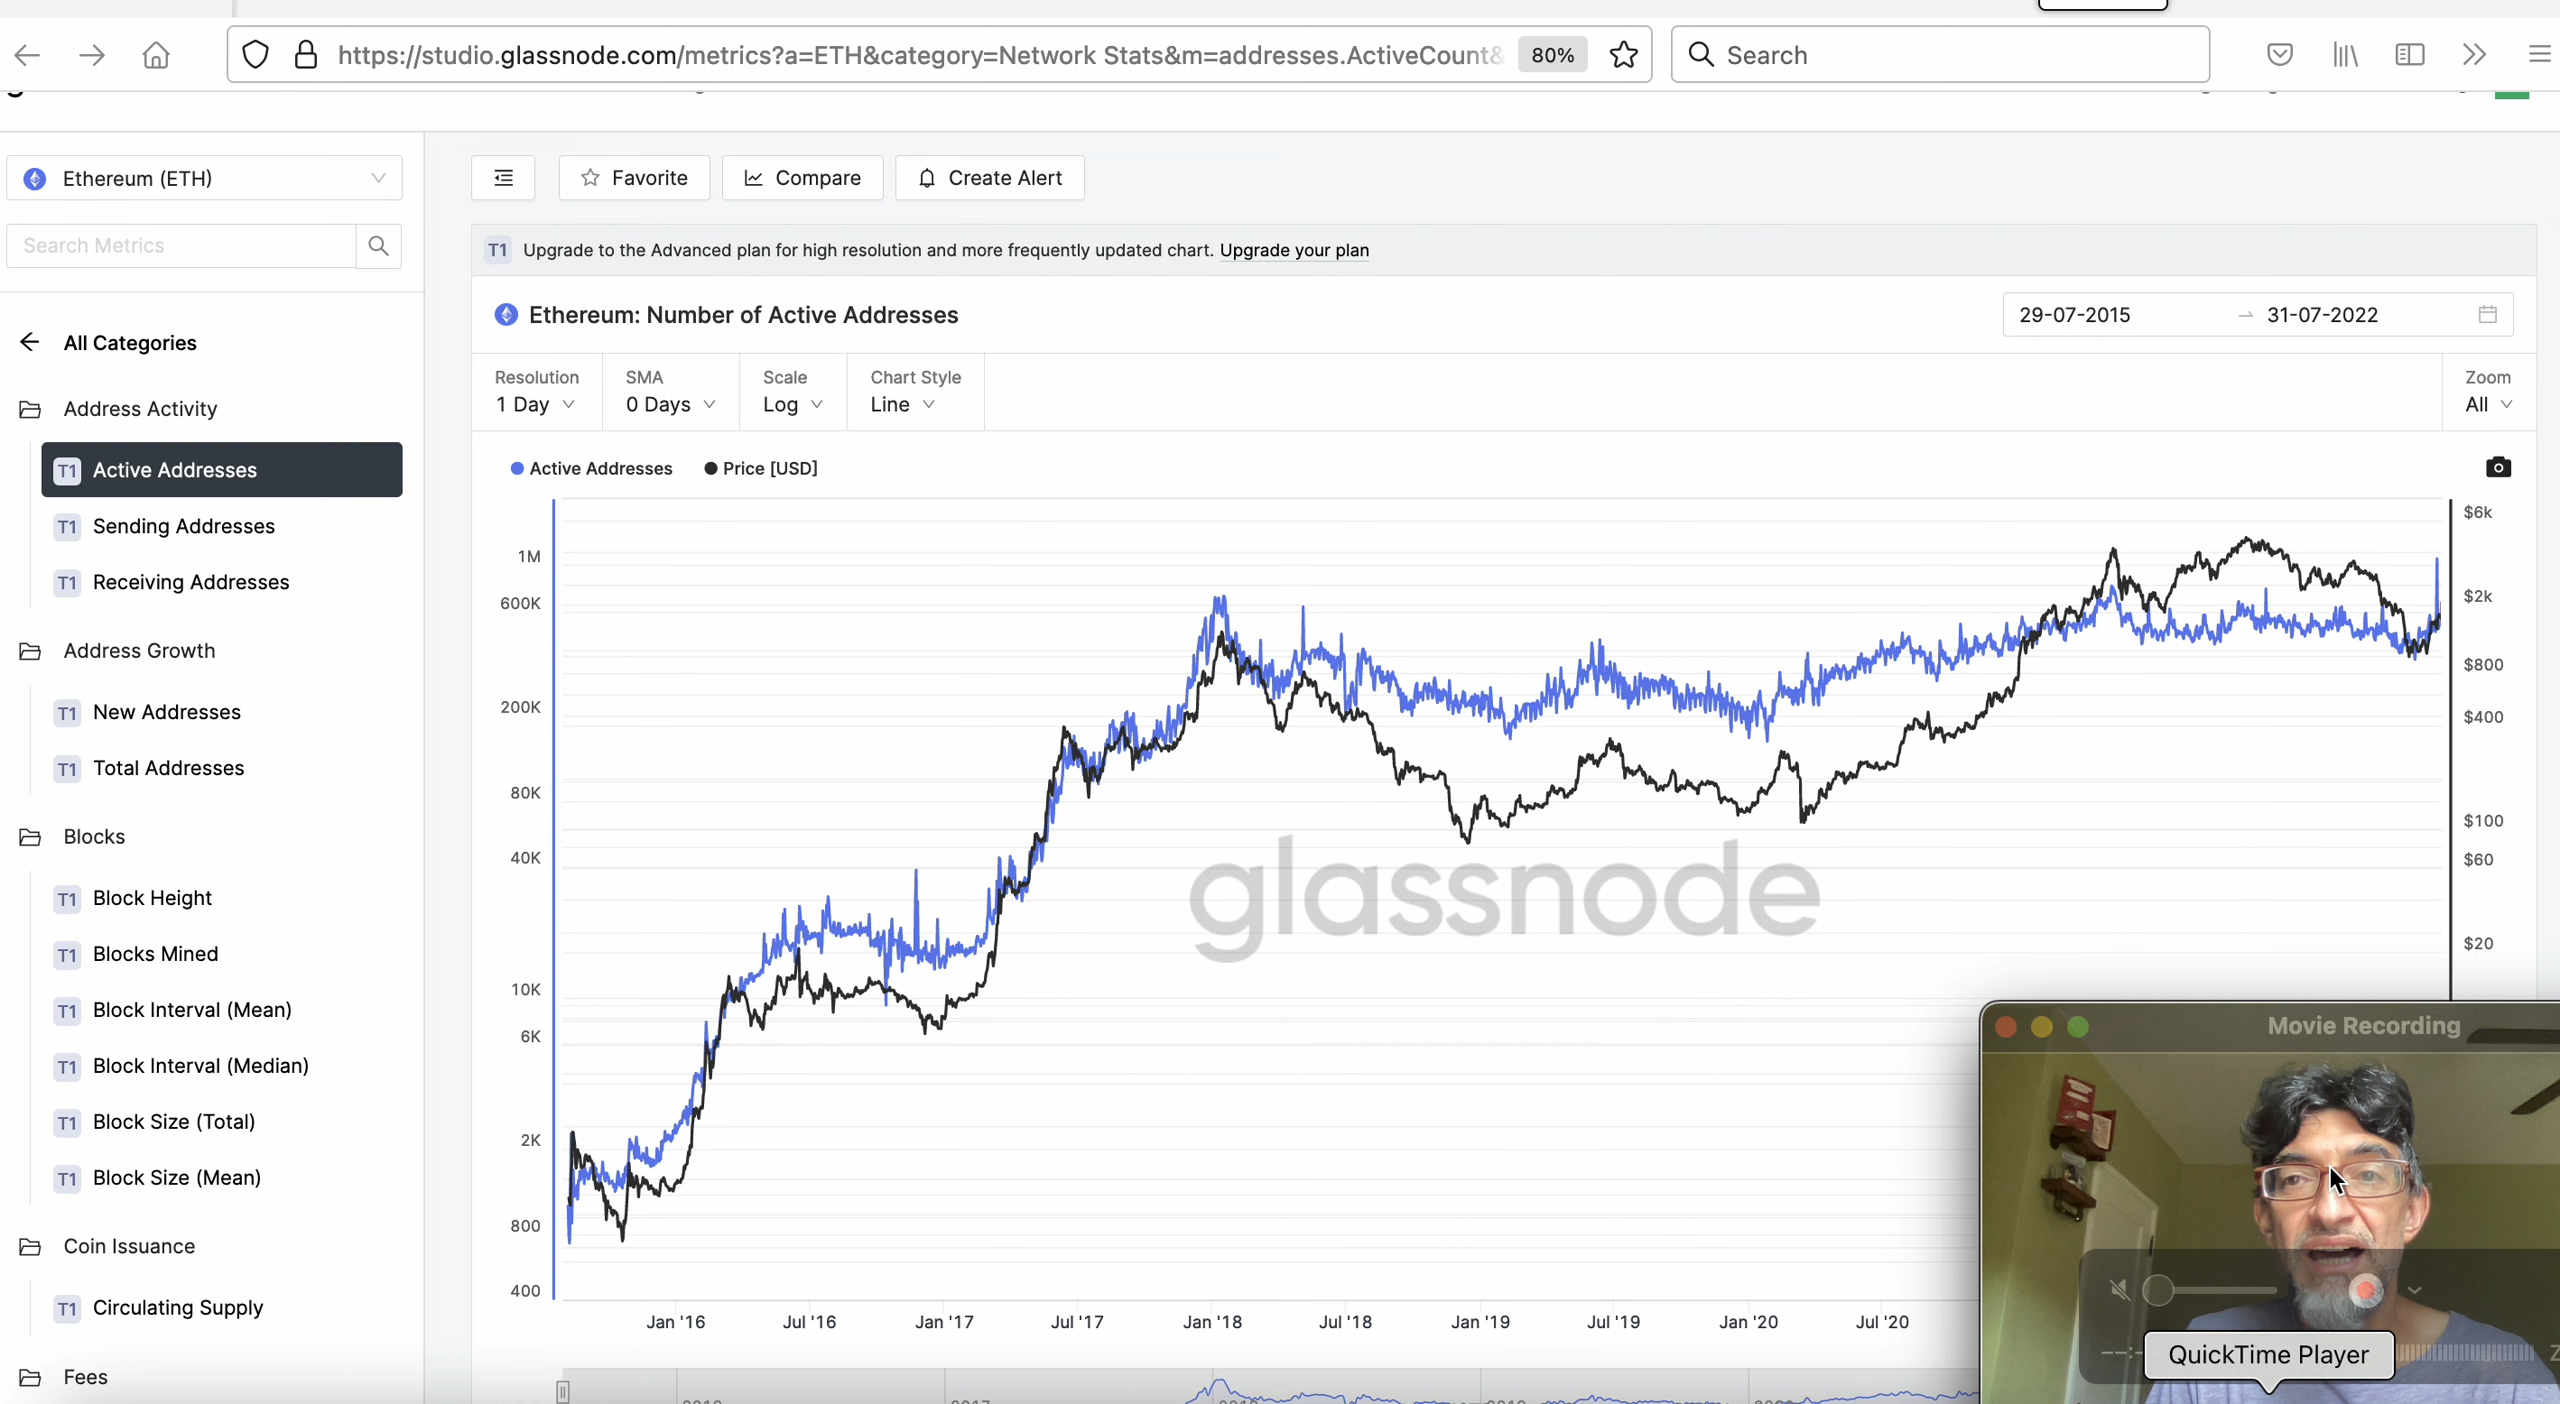 https://studio.glassnode.com/metrics?a=ETH&category=Network Stats&m=addresses.ActiveCount&
80%
Search
Ethereum (ETH)
Favorite
Compare
Create Alert
Search Metrics
T1 Upgrade to the Advanced plan for high resolution and more frequently updated chart. Upgrade your plan
Ethereum: Number of Active Addresses
29-07-2015 → 31-07-2022
All Categories
Resolution
1 Day
SMA
0 Days
Scale
Log
Chart Style
Line
Zoom
All
Address Activity
T1 Active Addresses
T1 Sending Addresses
T1 Receiving Addresses
Address Growth
T1 New Addresses
T1 Total Addresses
Blocks
T1 Block Height
T1 Blocks Mined
T1 Block Interval (Mean)
T1 Block Interval (Median)
T1 Block Size (Total)
T1 Block Size (Mean)
Coin Issuance
T1 Circulating Supply
Fees
Active Addresses
Price [USD]
1M
600K
200K
80K
40K
10K
6K
2K
800
400
$6k
$2k
$800
$400
$100
$60
$20
glassnode
Jan '16
Jul '16
Jan '17
Jul '17
Jan '18
Jul '18
Jan '19
Jul '19
Jan '20
Jul '20
Movie Recording
--:-
QuickTime Player